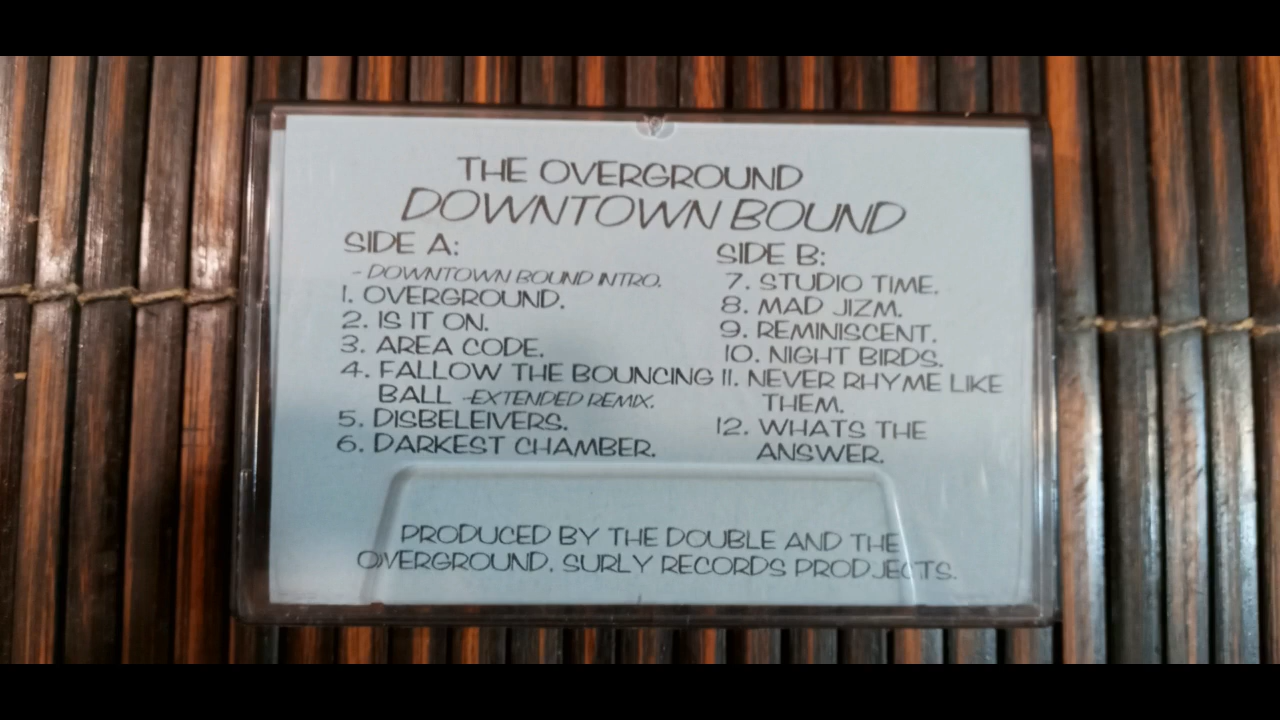 THE OVERGROUND
DOWNTOWN BOUND
SIDE A:
- DOWNTOWN BOUND INTRO.
1. OVERGROUND.
2. IS IT ON.
3. AREA CODE.
4. FALLOW THE BOUNCING
BALL -EXTENDED REMIX.
5. DISBELEIVERS.
6. DARKEST CHAMBER.
SIDE B:
7. STUDIO TIME.
8. MAD JIZM.
9. REMINISCENT.
10. NIGHT BIRDS.
11. NEVER RHYME LIKE
THEM.
12. WHATS THE
ANSWER.
PRODUCED BY THE DOUBLE AND THE
OVERGROUND. SURLY RECORDS PRODJECTS.